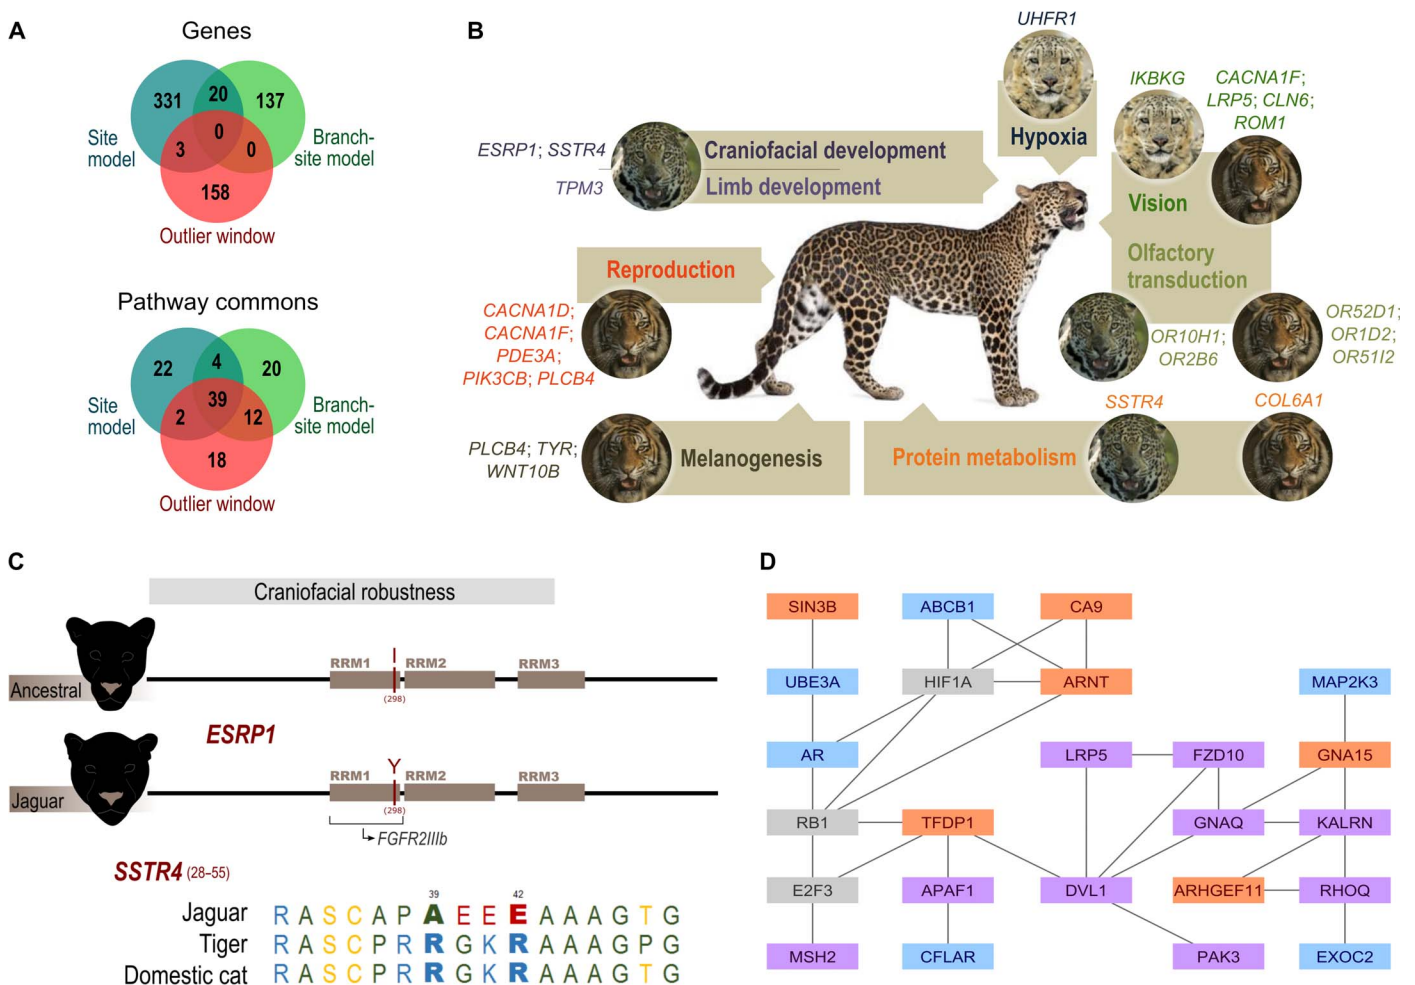 A
Genes
331
20
137
0
3
0
158
Site
model
Branch-
site model
Outlier window
Pathway commons
22
4
20
39
2
12
18
Site
model
Branch-
site model
Outlier window
B
UHFR1
Hypoxia
IKBKG
CACNA1F;
LRP5; CLN6;
ROM1
Vision
Olfactory
transduction
ESRP1; SSTR4
Craniofacial development
TPM3
Limb development
Reproduction
CACNA1D;
CACNA1F;
PDE3A;
PIK3CB; PLCB4
OR10H1;
OR2B6
OR52D1;
OR1D2;
OR51I2
PLCB4; TYR;
WNT10B
Melanogenesis
Protein metabolism
SSTR4
COL6A1
C
Craniofacial robustness
Ancestral
RRM1
I
RRM2
RRM3
(298)
ESRP1
Jaguar
RRM1
Y
RRM2
RRM3
(298)
FGFR2IIIb
SSTR4 (28–55)
39 42
Jaguar R A S C A P A E E E A A A G T G
Tiger R A S C P R R G K R A A A G P G
Domestic cat R A S C P R R G K R A A A G T G
D
SIN3B ABCB1 CA9
UBE3A HIF1A ARNT MAP2K3
AR LRP5 FZD10 GNA15
RB1 TFDP1 GNAQ KALRN
E2F3 APAF1 DVL1 ARHGEF11 RHOQ
MSH2 CFLAR PAK3 EXOC2